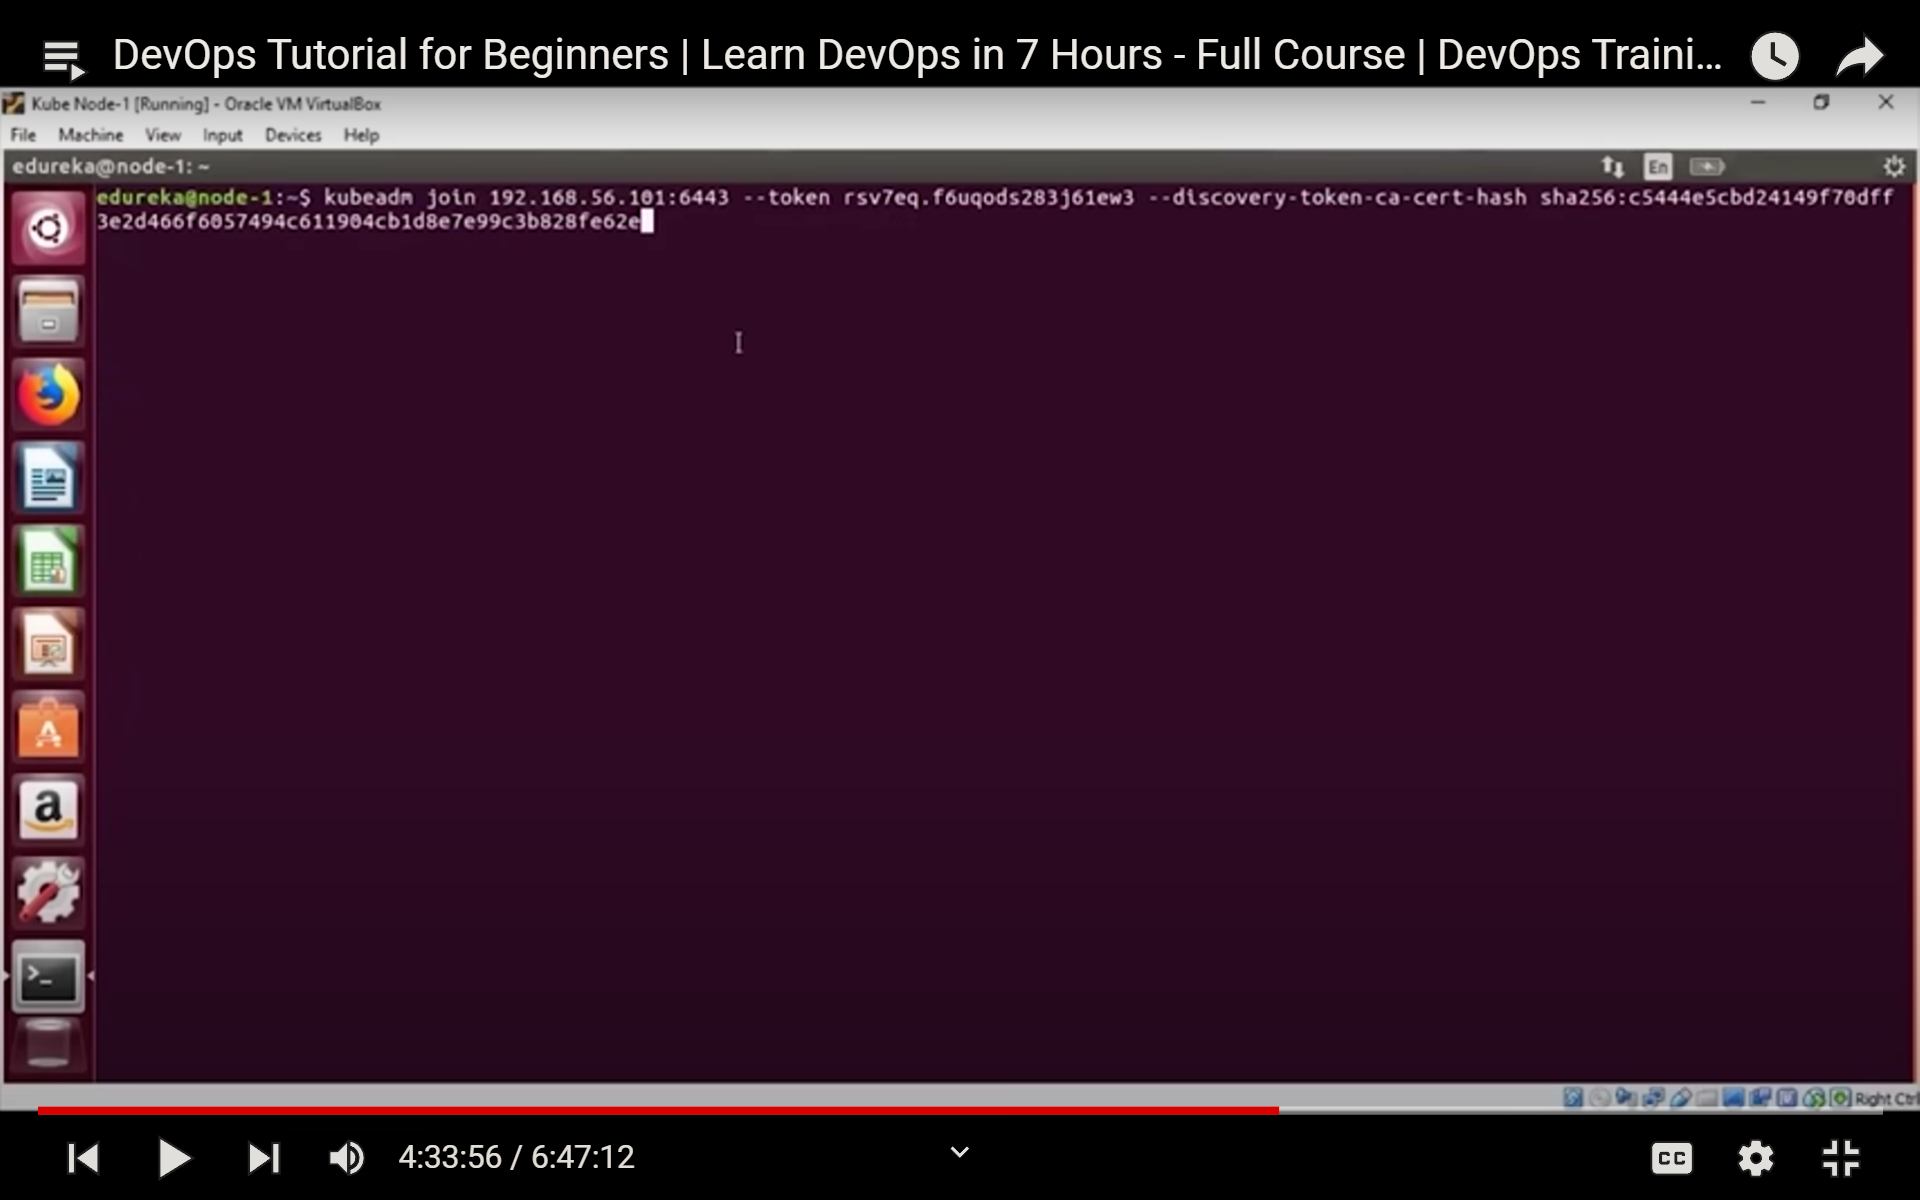 DevOps Tutorial for Beginners | Learn DevOps in 7 Hours - Full Course | DevOps Traini...
Kube Node-1 [Running] - Oracle VM VirtualBox
File Machine View Input Devices Help
edureka@node-1: ~
En
edureka@node-1:~$ kubeadm join 192.168.56.101:6443 --token rsv7eq.f6uqods283j61ew3 --discovery-token-ca-cert-hash sha256:c5444e5cbd24149f70dff
3e2d466f6057494c611904cb1d8e7e99c3b828fe62e
a
Right Ctrl
4:33:56 / 6:47:12
CC